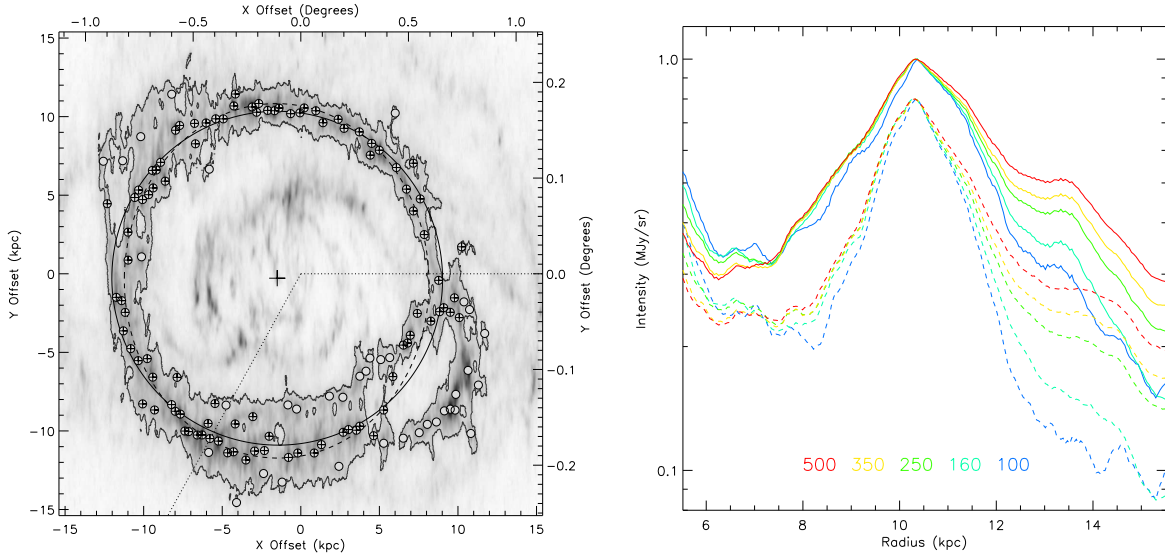 X Offset (Degrees)
-1.0 -0.5 0.0 0.5 1.0
15
10
5
0
-5
-10
-15
Y Offset (kpc)
0.2
0.1
0.0
-0.1
-0.2
Y Offset (Degrees)
-15 -10 -5 0 5 10 15
X Offset (kpc)
1.0
0.1
Intensity (MJy/sr)
500 350 250 160 100
6 8 10 12 14
Radius (kpc)